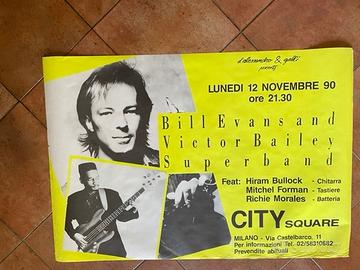 d'alessandro & galli
present
LUNEDI 12 NOVEMBRE 90
ore 21.30
Bill Evans and
Victor Bailey
Superband
Feat: Hiram Bullock - Chitarra
Mitchel Forman - Tastiere
Richie Morales - Batteria
CITY SQUARE
MILANO - Via Castelbarco, 11
Per informazioni Tel. 02/58310682
Prevendite abituali